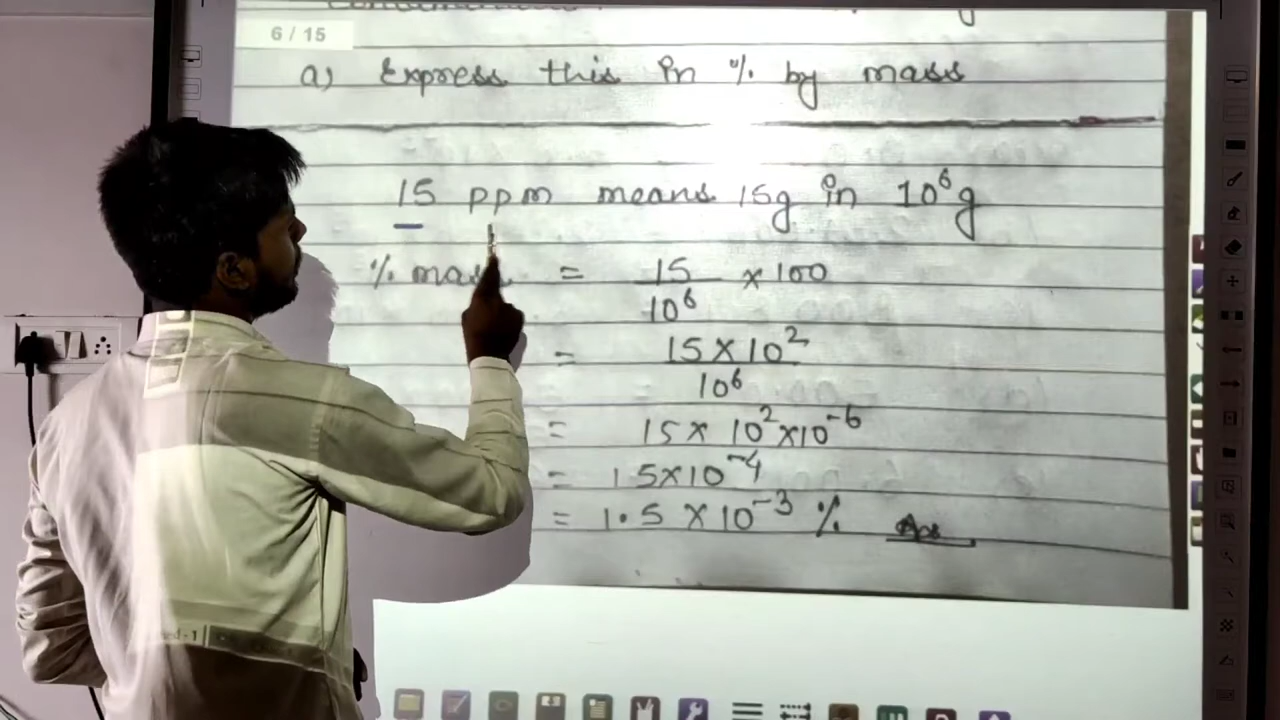 6 / 15
a) Express this in % by mass
15 ppm means 15g in 10⁶g
% mass = 15/10⁶ × 100
= 15×10²/10⁶
= 15× 10²×10⁻⁶
= 15×10⁻⁴
= 1.5 × 10⁻³ % Ans